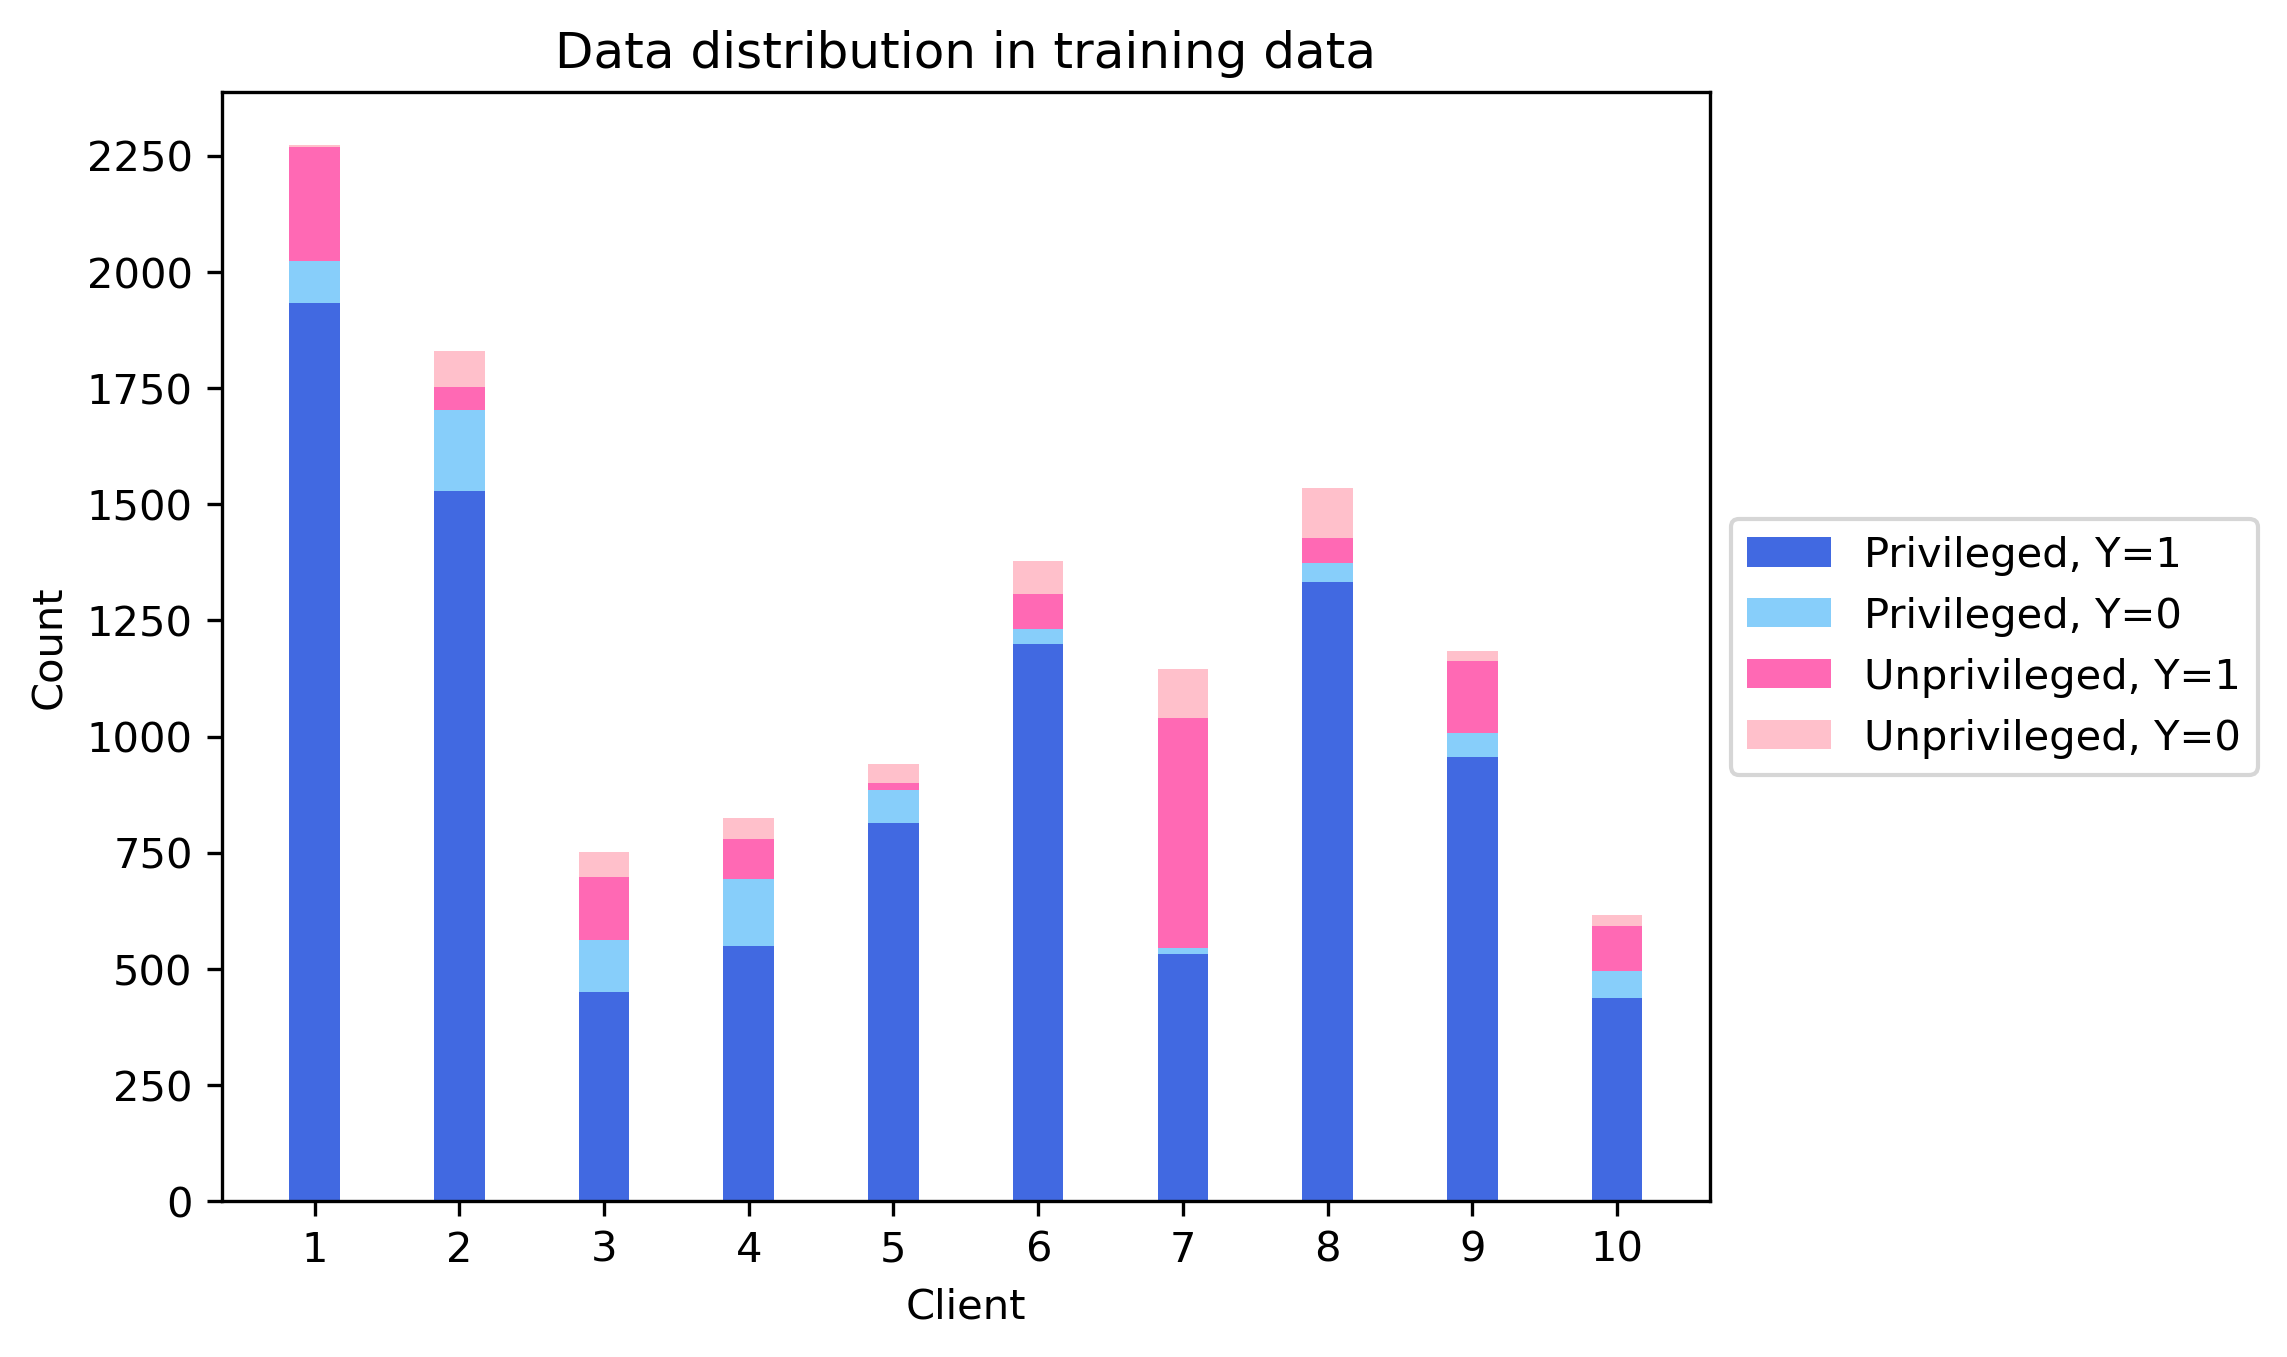 Data distribution in training data
Count
2250
2000
1750
1500
1250
1000
750
500
250
0
1 2 3 4 5 6 7 8 9 10
Client
Privileged, Y=1
Privileged, Y=0
Unprivileged, Y=1
Unprivileged, Y=0